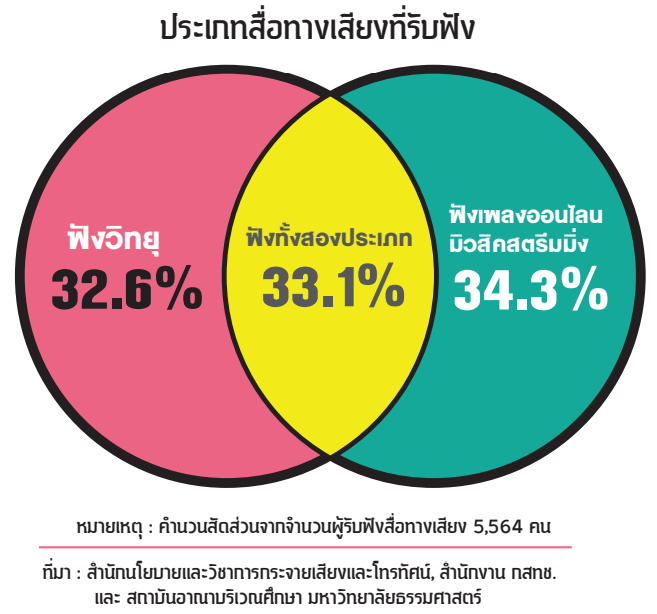 ประเภทสื่อทางเสียงที่รับฟัง
ฟังวิทยุ
32.6%
ฟังทั้งสองประเภท
33.1%
ฟังเพลงออนไลน
มิวสิคสตรีมมิ่ง
34.3%
หมายเหตุ : คำนวนสัดส่วนจากจำนวนผู้รับฟังสื่อทางเสียง 5,564 คน
ที่มา : สำนักนโยบายและวิชาการกระจายเสียงและโทรทัศน์, สำนักงาน กสทช.
และ สถาบันอาณาบริเวณศึกษา มหาวิทยาลัยธรรมศาสตร์